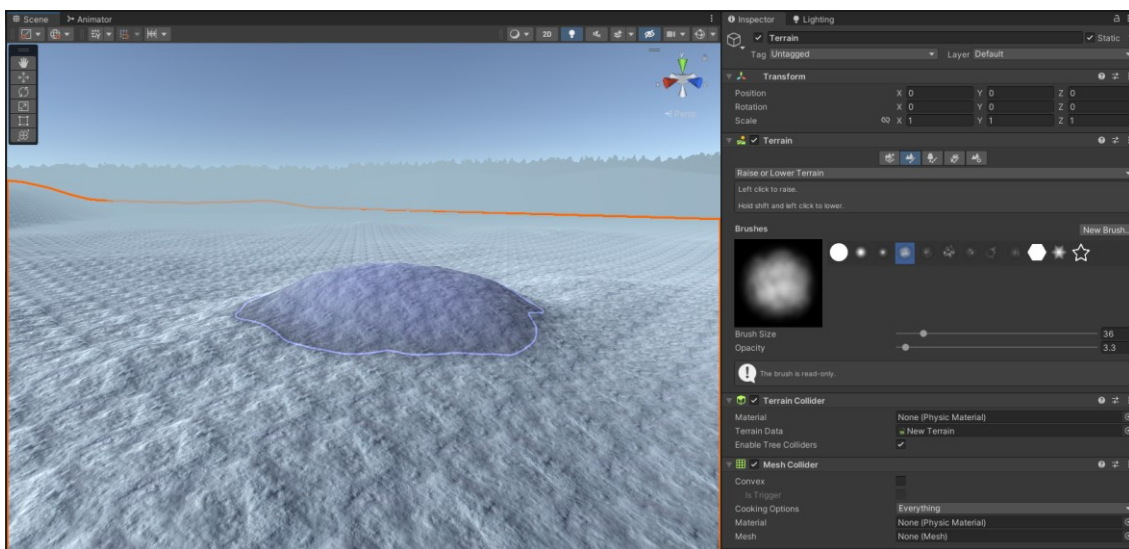 Scene
Animator
2D
y
Persp
Inspector
Lighting
Terrain
Static
Tag Untagged
Layer Default
Transform
Position X 0 Y 0 Z 0
Rotation X 0 Y 0 Z 0
Scale X 1 Y 1 Z 1
Terrain
Raise or Lower Terrain
Left click to raise.
Hold shift and left click to lower.
Brushes
New Brush..
Brush Size 36
Opacity 3.3
The brush is read-only.
Terrain Collider
Material None (Physic Material)
Terrain Data New Terrain
Enable Tree Colliders
Mesh Collider
Convex
Is Trigger
Cooking Options Everything
Material None (Physic Material)
Mesh None (Mesh)